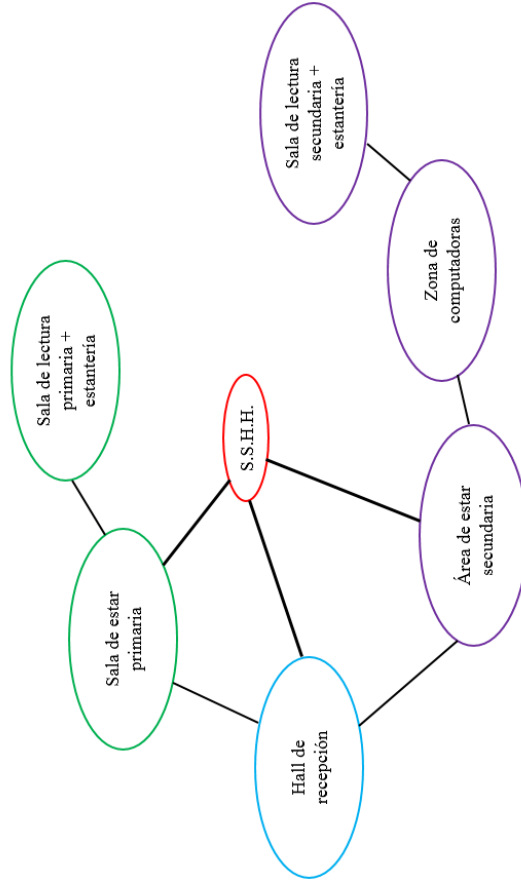 Sala de lectura
primaria +
estantería
Sala de lectura
secundaria +
estantería
Sala de estar
primaria
S.S.H.H.
Zona de
computadoras
Hall de
recepción
Área de estar
secundaria